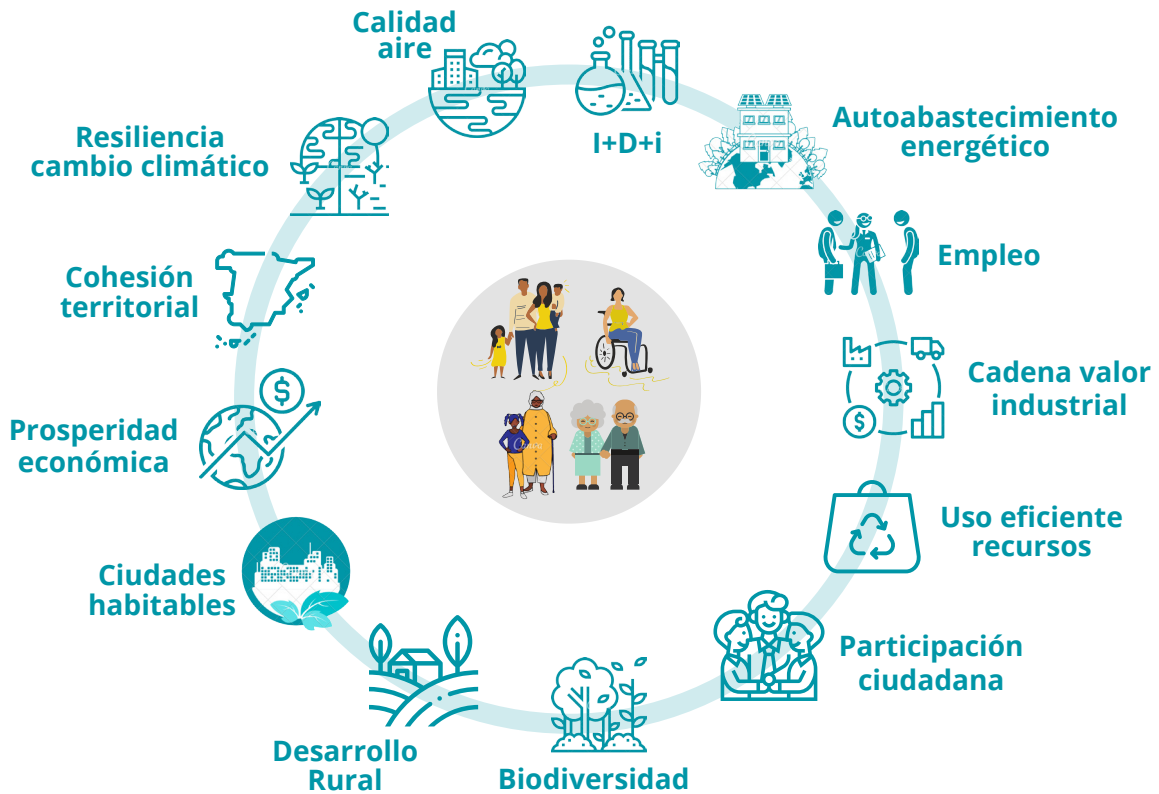 Calidad
aire
I+D+i
Autoabastecimiento
energético
Empleo
Cadena valor
industrial
Uso eficiente
recursos
Participación
ciudadana
Biodiversidad
Desarrollo
Rural
Ciudades
habitables
Prosperidad
económica
$
Cohesión
territorial
Resiliencia
cambio climático
$